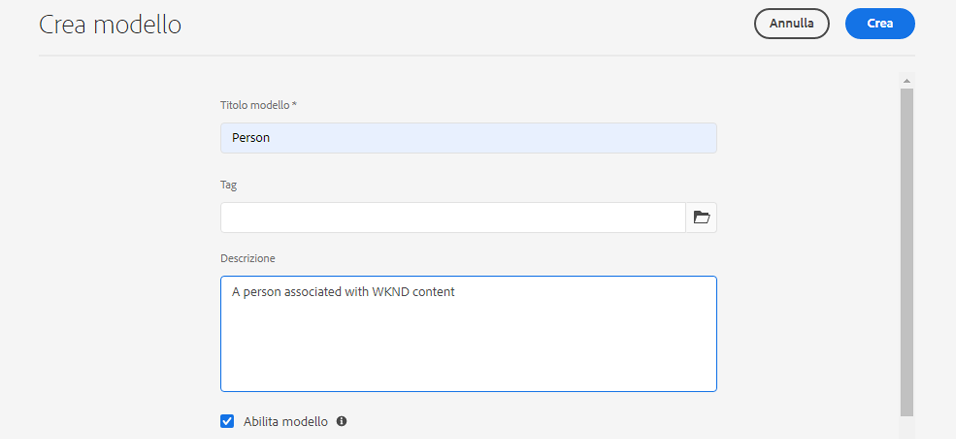 Crea modello
Annulla
Crea
Titolo modello *
Person
Tag
Descrizione
A person associated with WKND content
Abilita modello